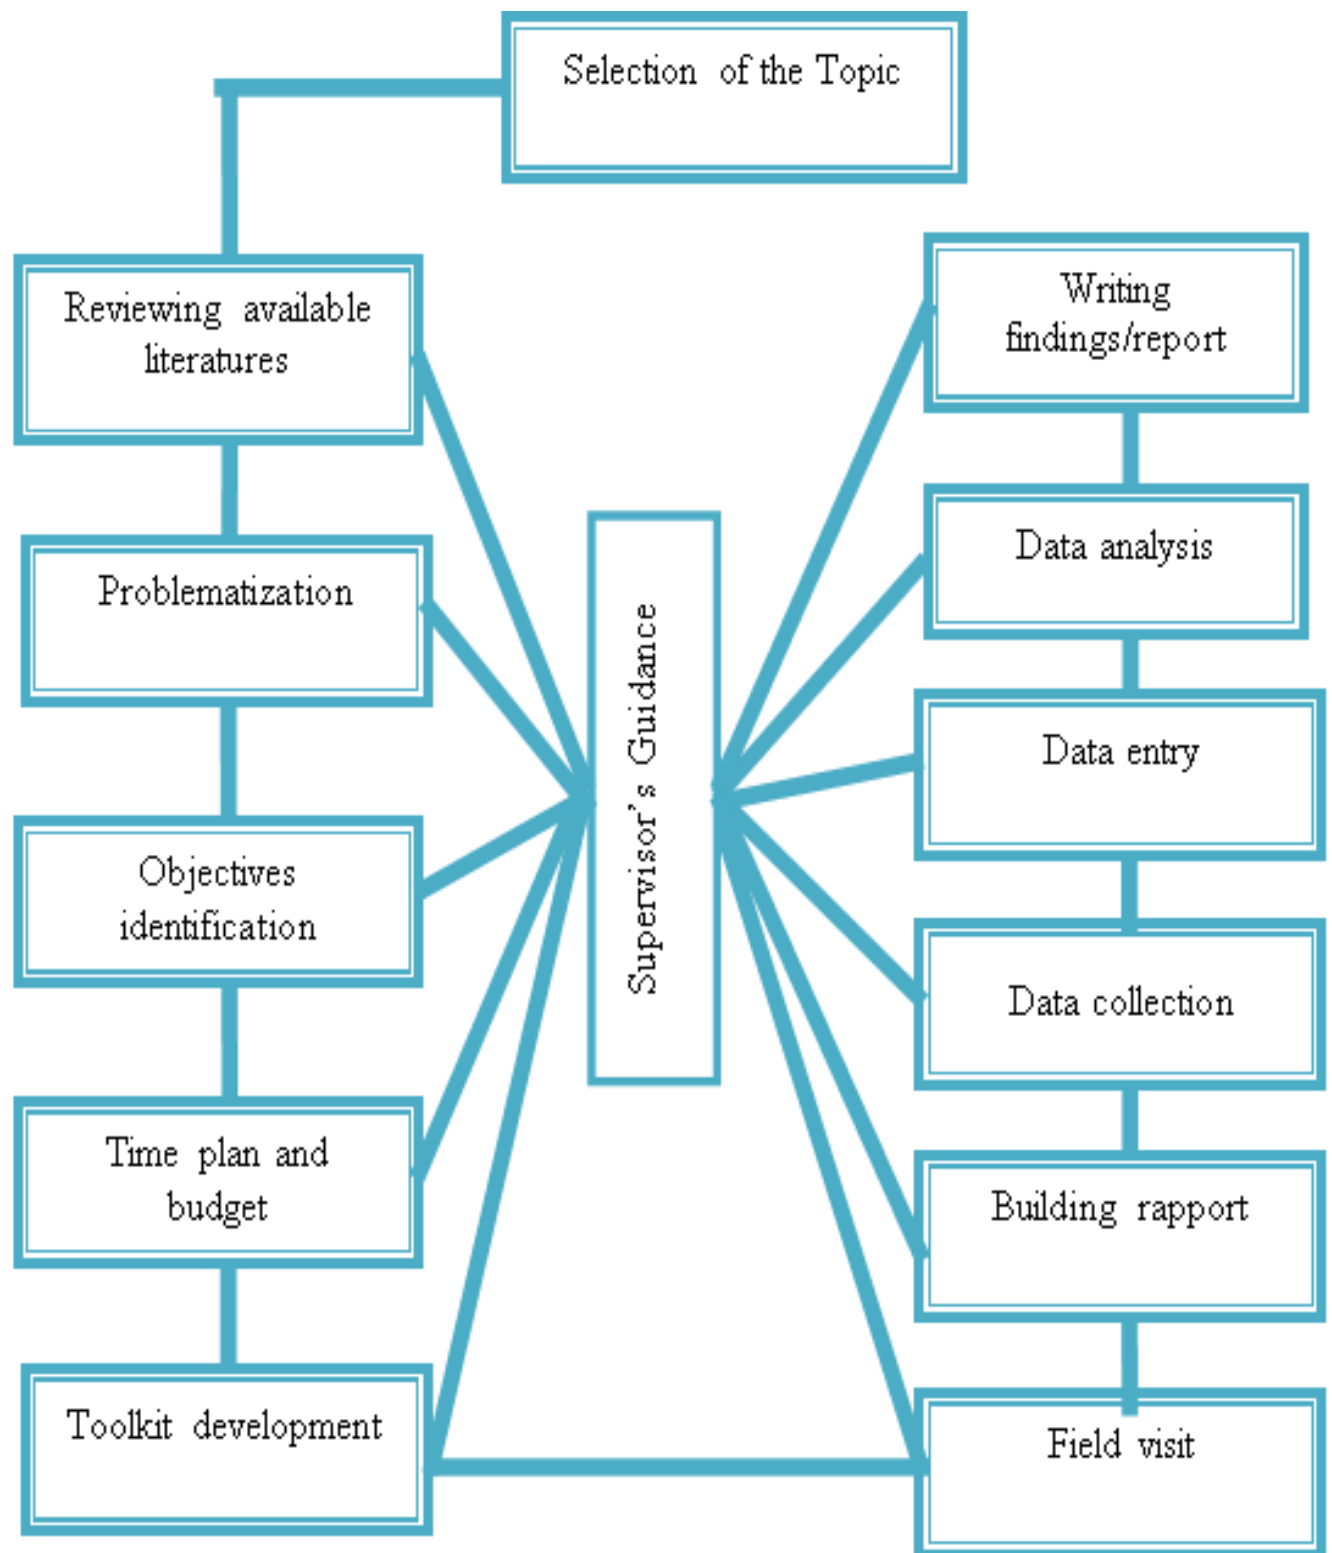 Selection of the Topic
Reviewing available
literatures
Problematization
Objectives
identification
Time plan and
budget
Toolkit development
Supervisor's Guidance
Writing
findings/report
Data analysis
Data entry
Data collection
Building rapport
Field visit